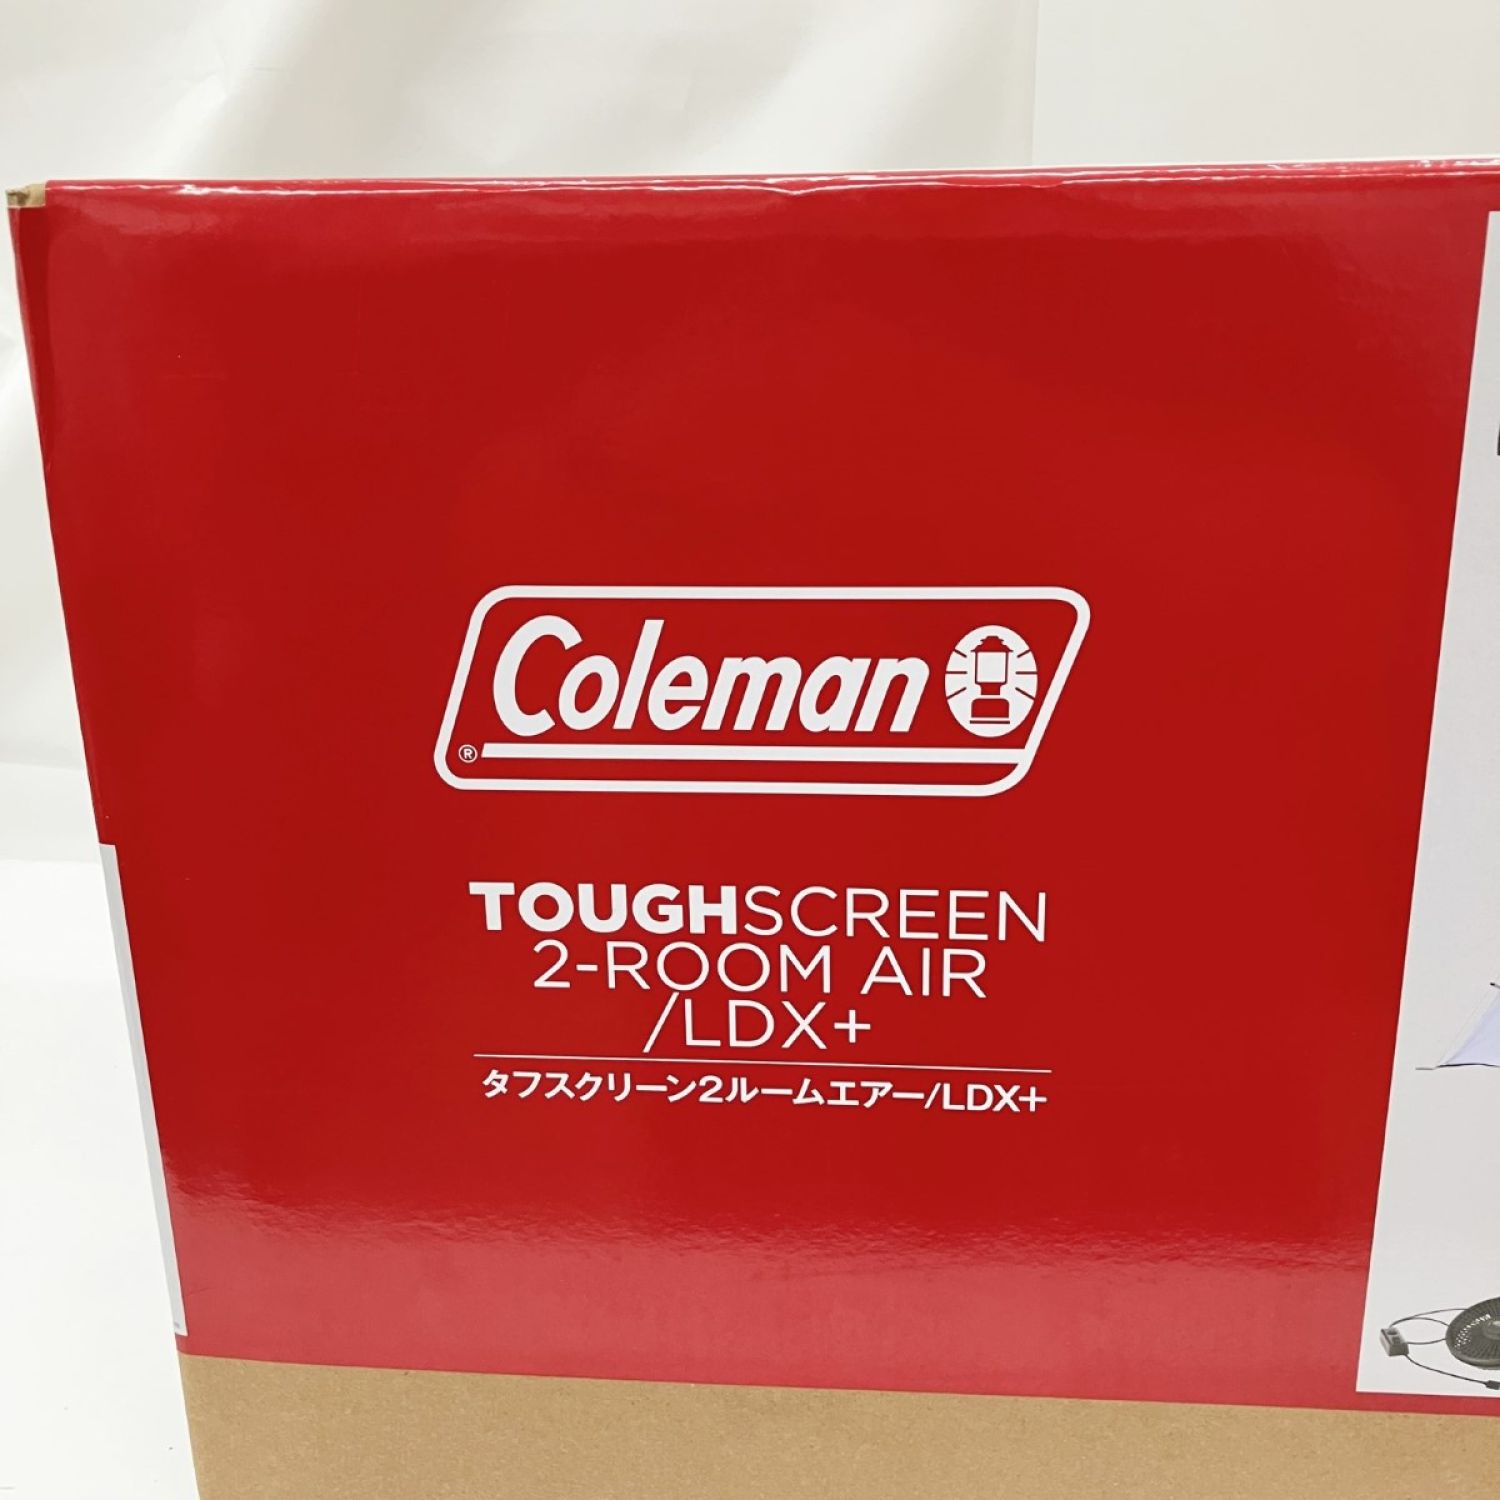 Coleman
®
TOUGHSCREEN
2-ROOM AIR
/LDX+
タフスクリーン2ルームエアー/LDX+